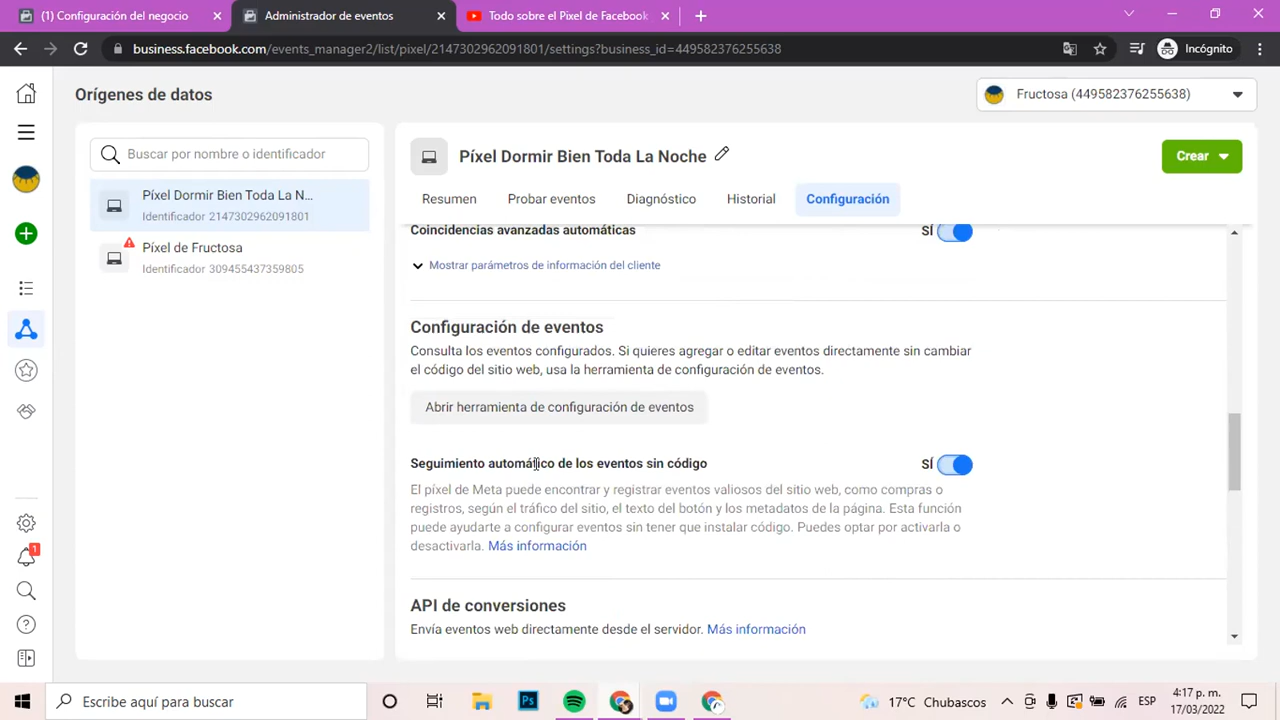 (1) Configuración del negocio
Administrador de eventos
Todo sobre el Pixel de Facebook
business.facebook.com/events_manager2/list/pixel/2147302962091801/settings?business_id=449582376255638
Incógnito
Orígenes de datos
Fructosa (449582376255638)
Buscar por nombre o identificador
Píxel Dormir Bien Toda La N...
Identificador 2147302962091801
Píxel de Fructosa
Identificador 309455437359805
Píxel Dormir Bien Toda La Noche
Crear
Resumen
Probar eventos
Diagnóstico
Historial
Configuración
Coincidencias avanzadas automáticas
SÍ
Mostrar parámetros de información del cliente
Configuración de eventos
Consulta los eventos configurados. Si quieres agregar o editar eventos directamente sin cambiar
el código del sitio web, usa la herramienta de configuración de eventos.
Abrir herramienta de configuración de eventos
Seguimiento automático de los eventos sin código
SÍ
El píxel de Meta puede encontrar y registrar eventos valiosos del sitio web, como compras o
registros, según el tráfico del sitio, el texto del botón y los metadatos de la página. Esta función
puede ayudarte a configurar eventos sin tener que instalar código. Puedes optar por activarla o
desactivarla. Más información
API de conversiones
Envía eventos web directamente desde el servidor. Más información
1
Escribe aquí para buscar
Ps
17°C Chubascos
ESP
4:17 p. m.
17/03/2022